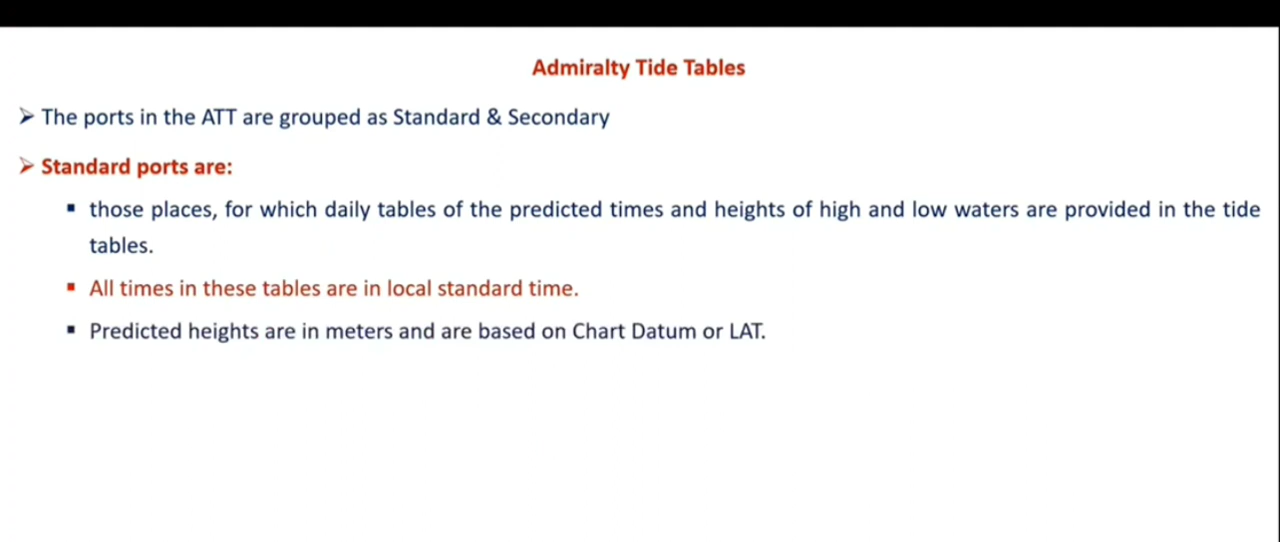 Admiralty Tide Tables
➢ The ports in the ATT are grouped as Standard & Secondary
➢ Standard ports are:
▪ those places, for which daily tables of the predicted times and heights of high and low waters are provided in the tide
tables.
▪ All times in these tables are in local standard time.
▪ Predicted heights are in meters and are based on Chart Datum or LAT.